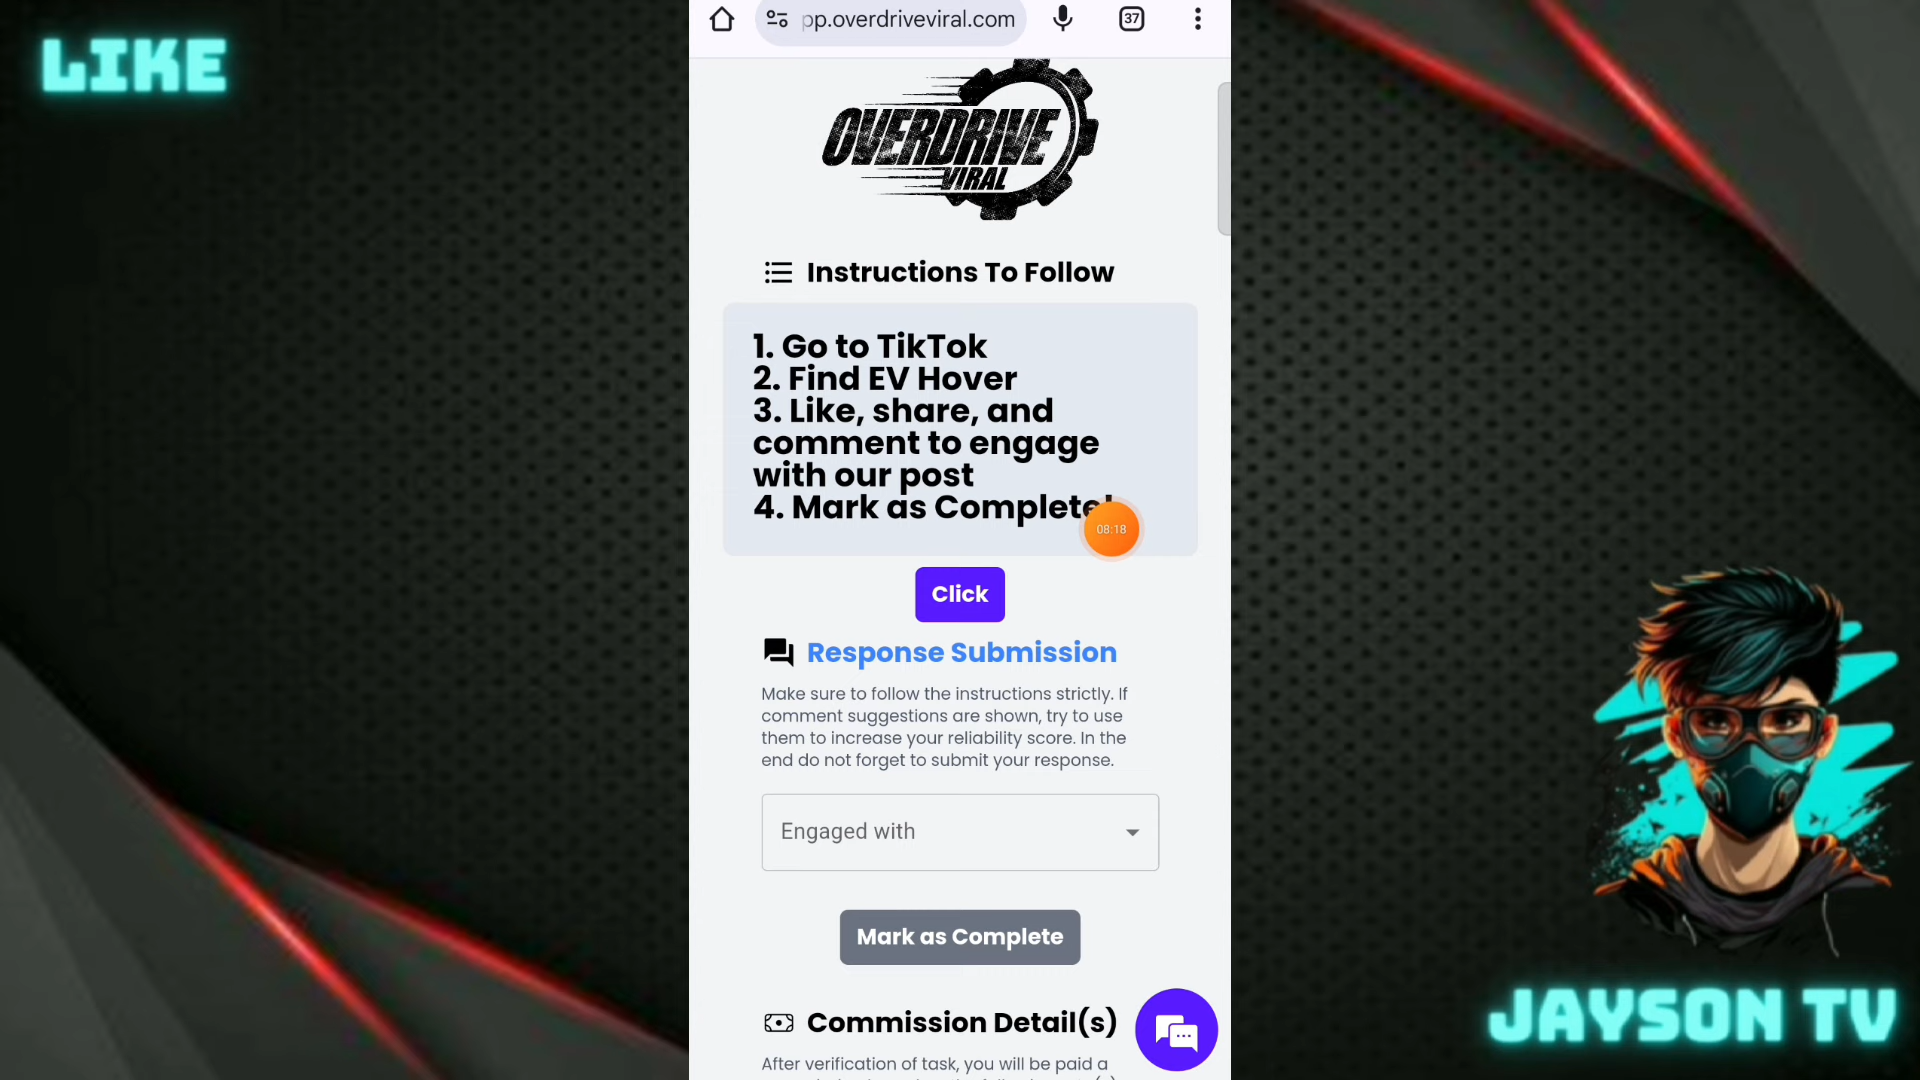 LIKE
pp.overdriveviral.com
37
OVERDRIVE
VIRAL
Instructions To Follow
1. Go to TikTok
2. Find EV Hover
3. Like, share, and
comment to engage
with our post
4. Mark as Complete!
08:18
Click
Response Submission
Make sure to follow the instructions strictly. If
comment suggestions are shown, try to use
them to increase your reliability score. In the
end do not forget to submit your response.
Engaged with
Mark as Complete
Commission Detail(s)
After verification of task, you will be paid a
JAYSON TV